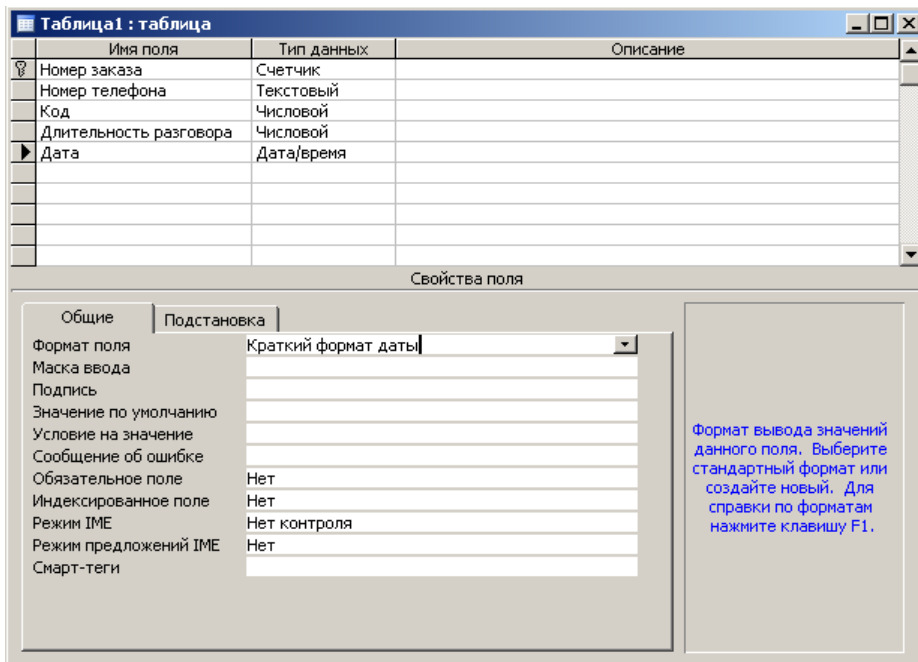 Таблица1 : таблица
Имя поля Тип данных Описание
Номер заказа Счетчик
Номер телефона Текстовый
Код Числовой
Длительность разговора Числовой
Дата Дата/время
Свойства поля
Общие Подстановка
Формат поля Краткий формат даты
Маска ввода
Подпись
Значение по умолчанию
Условие на значение
Сообщение об ошибке
Обязательное поле Нет
Индексированное поле Нет
Режим IME Нет контроля
Режим предложений IME Нет
Смарт-теги
Формат вывода значений
данного поля. Выберите
стандартный формат или
создайте новый. Для
справки по форматам
нажмите клавишу F1.